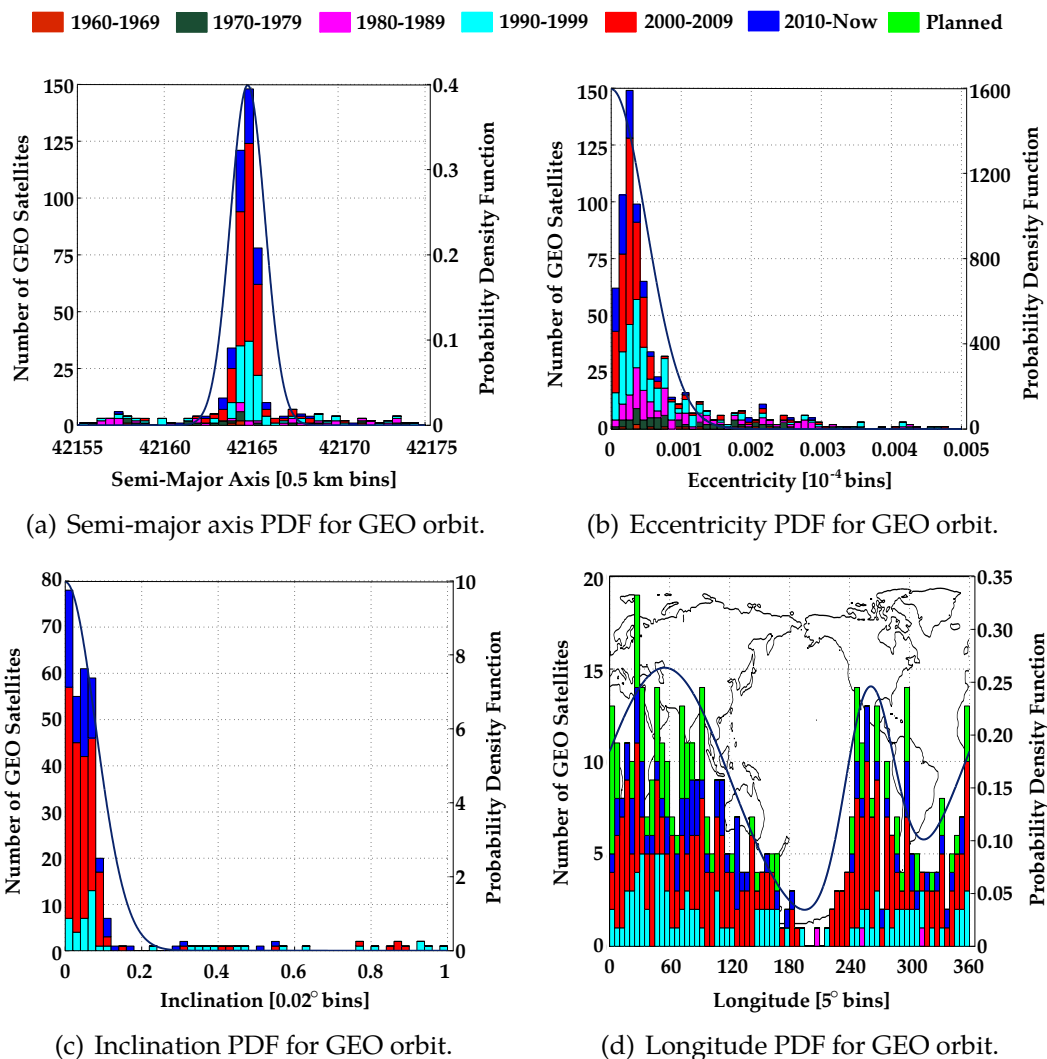 1960-1969 1970-1979 1980-1989 1990-1999 2000-2009 2010-Now Planned
150
125
100
75
50
25
0
Number of GEO Satellites
0.4
0.3
0.2
0.1
0
Probability Density Function
42155 42160 42165 42170 42175
Semi-Major Axis [0.5 km bins]
(a) Semi-major axis PDF for GEO orbit.
150
125
100
75
50
25
0
Number of GEO Satellites
1600
1200
800
400
0
Probability Density Function
0 0.001 0.002 0.003 0.004 0.005
Eccentricity [10⁻⁴ bins]
(b) Eccentricity PDF for GEO orbit.
80
70
60
50
40
30
20
10
0
Number of GEO Satellites
10
8
6
4
2
0
Probability Density Function
0 0.2 0.4 0.6 0.8 1
Inclination [0.02° bins]
(c) Inclination PDF for GEO orbit.
20
15
10
5
0
Number of GEO Satellites
0.35
0.30
0.25
0.20
0.15
0.10
0.05
0
Probability Density Function
0 60 120 180 240 300 360
Longitude [5° bins]
(d) Longitude PDF for GEO orbit.